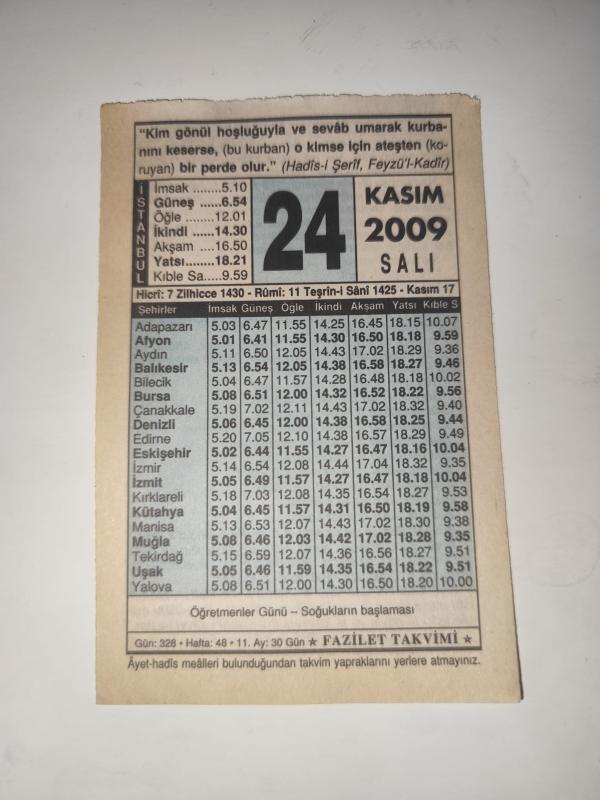 "Kim gönül hoşluğuyla ve sevâb umarak kurba-
nını keserse, (bu kurban) o kimse için ateşten (ko-
ruyan) bir perde olur." (Hadîs-i Şerîf, Feyzü'l-Kadîr)
İSTANBUL
İmsak ........5.10
Güneş ......6.54
Öğle ........12.01
İkindi ......14.30
Akşam ....16.50
Yatsı........18.21
Kıble Sa....9.59
24
KASIM
2009
SALI
Hicrî: 7 Zilhicce 1430 - Rûmî: 11 Teşrîn-i Sânî 1425 - Kasım 17
Şehirler İmsak Güneş Öğle İkindi Akşam Yatsı Kıble S
Adapazarı 5.03 6.47 11.55 14.25 16.45 18.15 10.07
Afyon 5.01 6.41 11.55 14.30 16.50 18.18 9.59
Aydın 5.11 6.50 12.05 14.43 17.02 18.29 9.36
Balıkesir 5.13 6.54 12.05 14.38 16.58 18.27 9.46
Bilecik 5.04 6.47 11.57 14.28 16.48 18.18 10.02
Bursa 5.08 6.51 12.00 14.32 16.52 18.22 9.56
Çanakkale 5.19 7.02 12.11 14.43 17.02 18.32 9.40
Denizli 5.06 6.45 12.00 14.38 16.58 18.25 9.44
Edirne 5.20 7.05 12.10 14.38 16.57 18.29 9.49
Eskişehir 5.02 6.44 11.55 14.27 16.47 18.16 10.04
İzmir 5.14 6.54 12.08 14.44 17.04 18.32 9.35
İzmit 5.05 6.49 11.57 14.27 16.47 18.18 10.04
Kırklareli 5.18 7.03 12.08 14.35 16.54 18.27 9.53
Kütahya 5.04 6.45 11.57 14.31 16.50 18.19 9.58
Manisa 5.13 6.53 12.07 14.43 17.02 18.30 9.38
Muğla 5.08 6.46 12.03 14.42 17.02 18.28 9.35
Tekirdağ 5.15 6.59 12.07 14.36 16.56 18.27 9.51
Uşak 5.05 6.46 11.59 14.35 16.54 18.22 9.51
Yalova 5.08 6.51 12.00 14.30 16.50 18.20 10.00
Öğretmenler Günü – Soğukların başlaması
Gün: 328 • Hafta: 48 • 11. Ay: 30 Gün ★ FAZİLET TAKVİMİ ★
Âyet-hadîs meâlleri bulunduğundan takvim yapraklarını yerlere atmayınız.